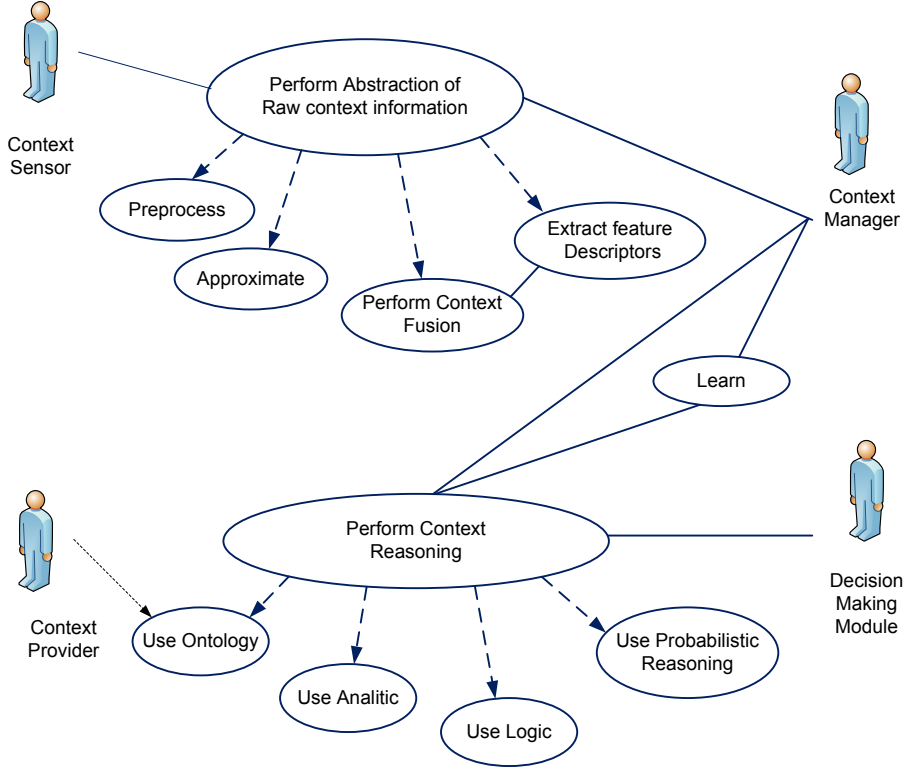 Context
Sensor
Perform Abstraction of
Raw context information
Context
Manager
Preprocess
Extract feature
Descriptors
Approximate
Perform Context
Fusion
Learn
Perform Context
Reasoning
Context
Provider
Decision
Making
Module
Use Ontology
Use Probabilistic
Reasoning
Use Analitic
Use Logic